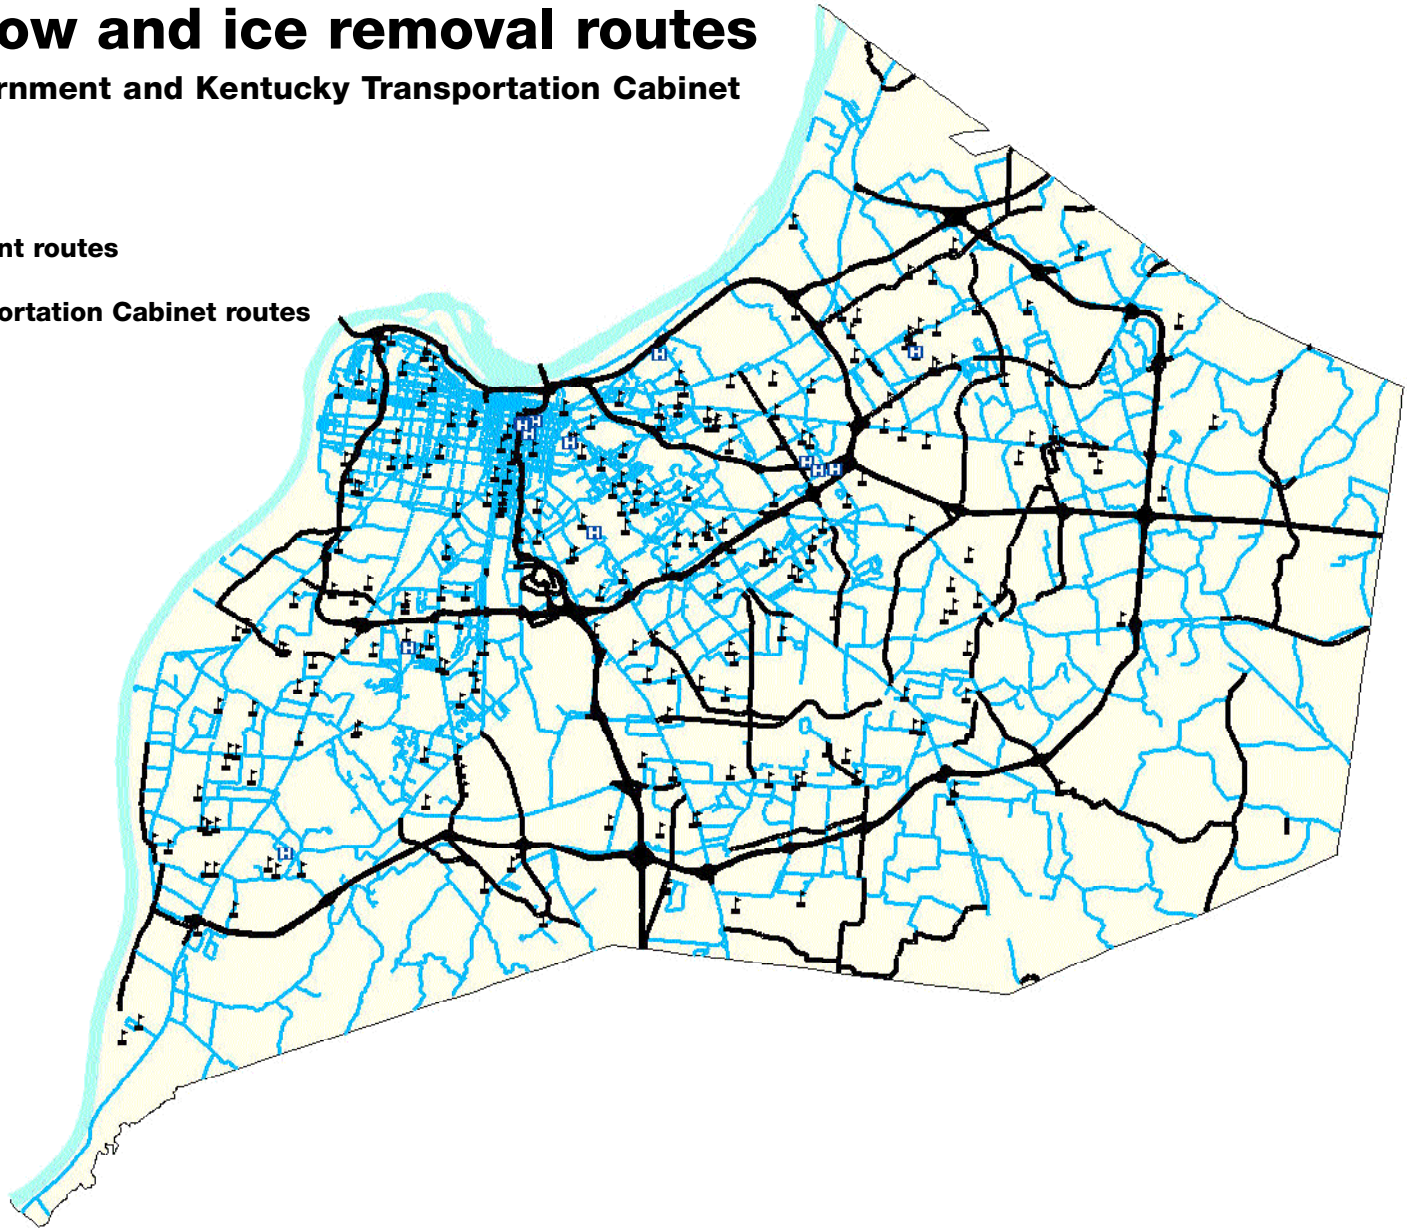 ow and ice removal routes
rnment and Kentucky Transportation Cabinet
nt routes
ortation Cabinet routes
H
H
H
H
H
H
H
H
H
H
H
H